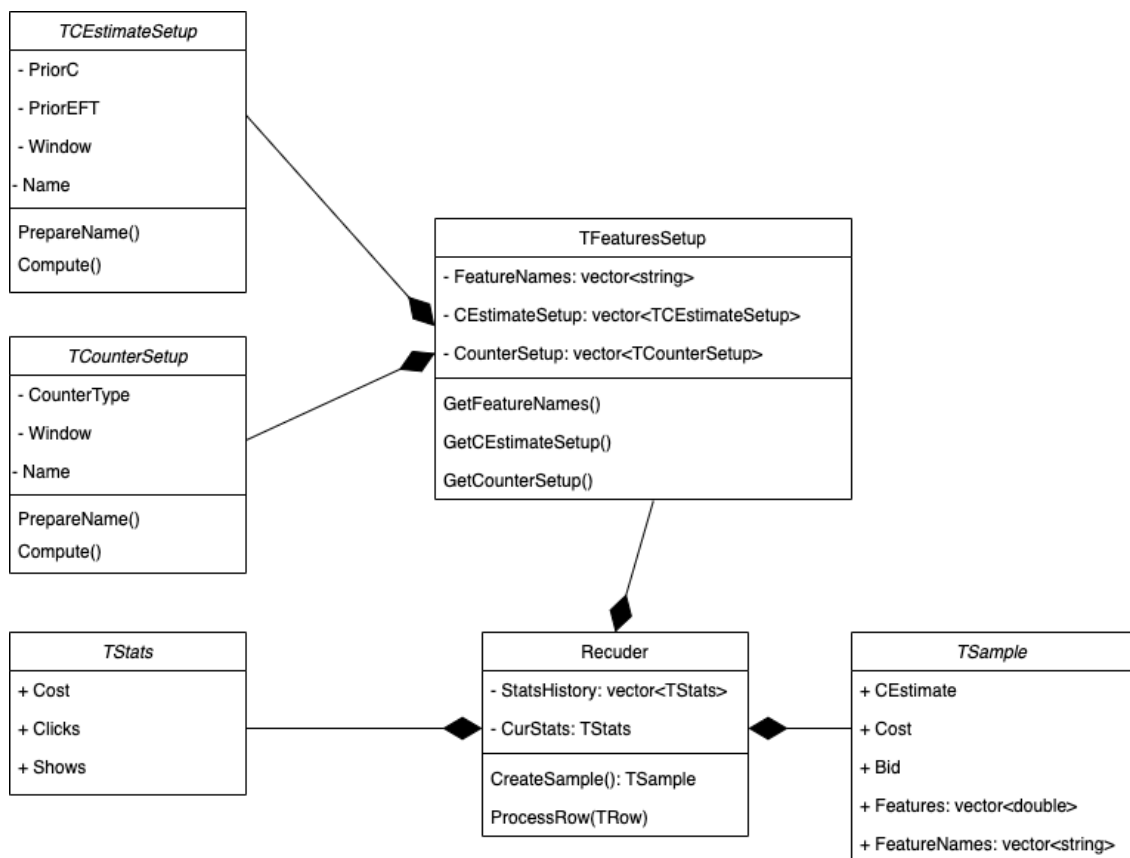 TCEstimateSetup
- PriorC
- PriorEFT
- Window
- Name
PrepareName()
Compute()
TCounterSetup
- CounterType
- Window
- Name
PrepareName()
Compute()
TFeaturesSetup
- FeatureNames: vector<string>
- CEstimateSetup: vector<TCEstimateSetup>
- CounterSetup: vector<TCounterSetup>
GetFeatureNames()
GetCEstimateSetup()
GetCounterSetup()
TStats
+ Cost
+ Clicks
+ Shows
Recuder
- StatsHistory: vector<TStats>
- CurStats: TStats
CreateSample(): TSample
ProcessRow(TRow)
TSample
+ CEstimate
+ Cost
+ Bid
+ Features: vector<double>
+ FeatureNames: vector<string>